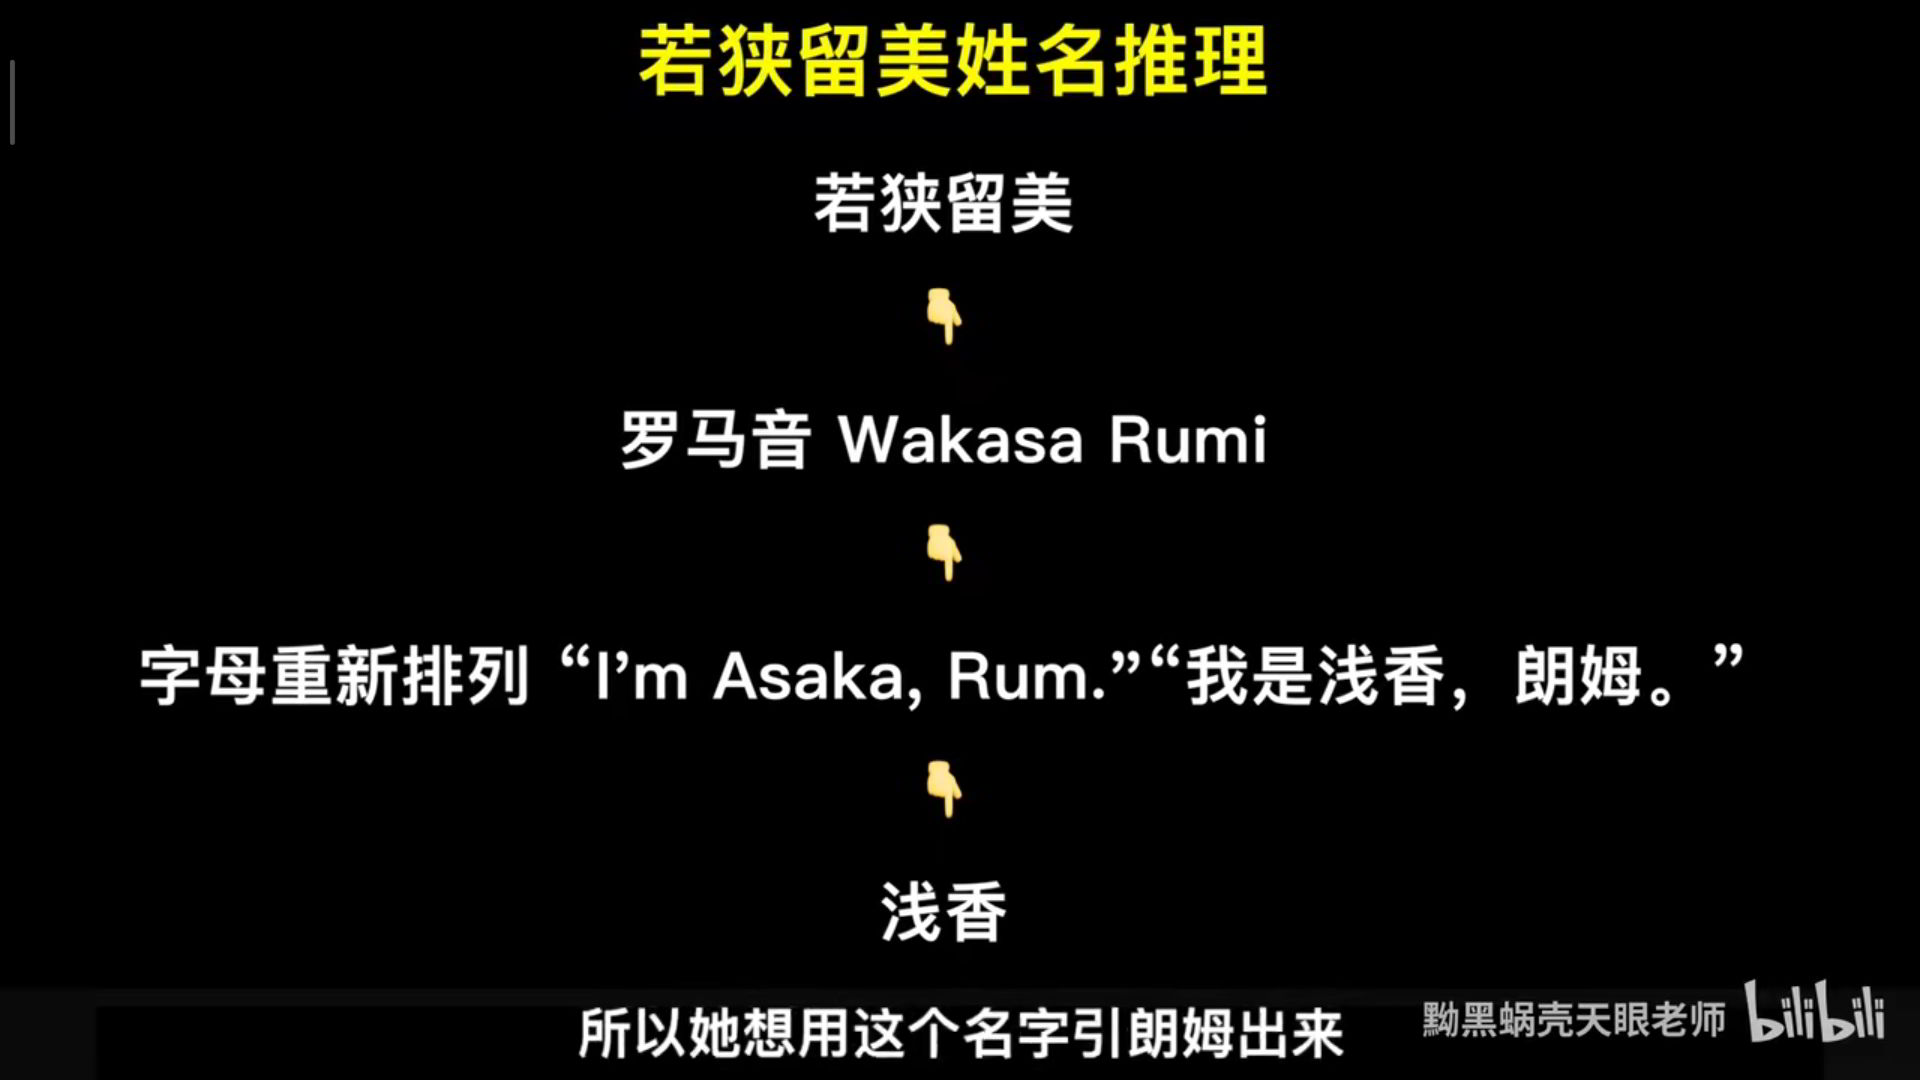 若狭留美姓名推理
若狭留美
罗马音 Wakasa Rumi
字母重新排列 “I’m Asaka, Rum.”“我是浅香，朗姆。”
浅香
所以她想用这个名字引朗姆出来
黝黑蜗壳天眼老师 bilibili